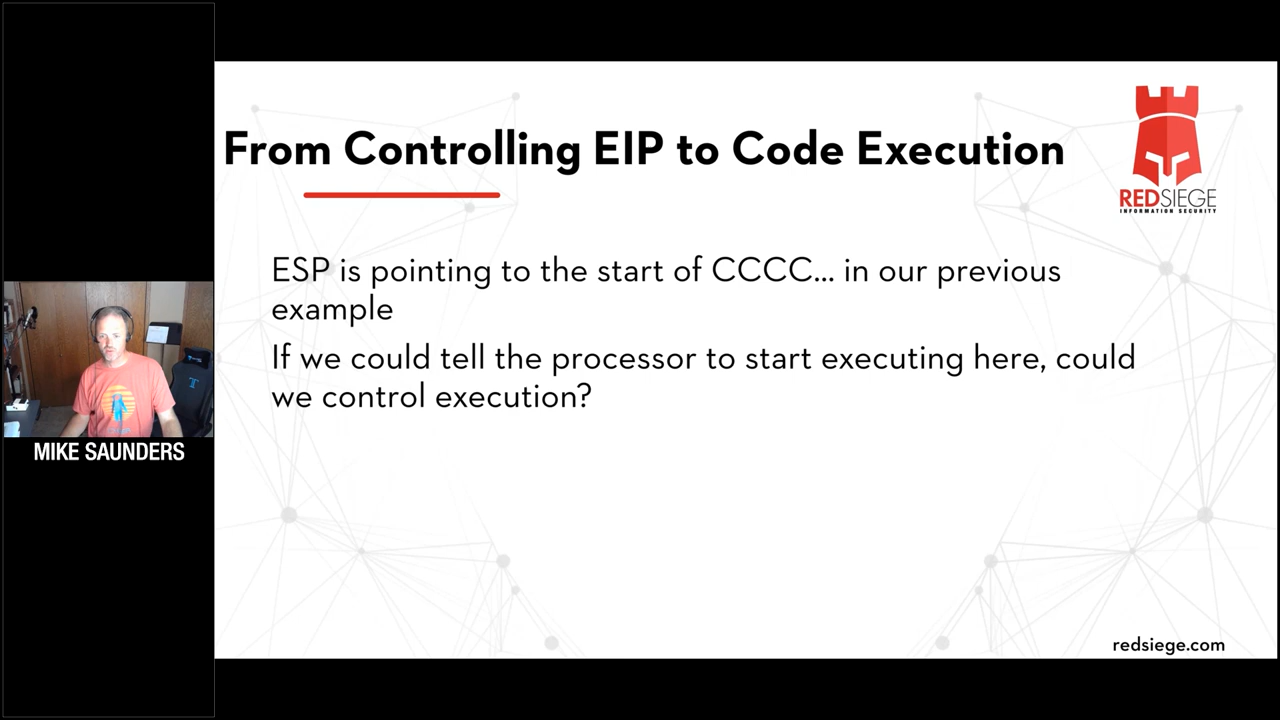 From Controlling EIP to Code Execution
REDSIEGE
INFORMATION SECURITY
ESP is pointing to the start of CCCC... in our previous
example
If we could tell the processor to start executing here, could
we control execution?
MIKE SAUNDERS
redsiege.com